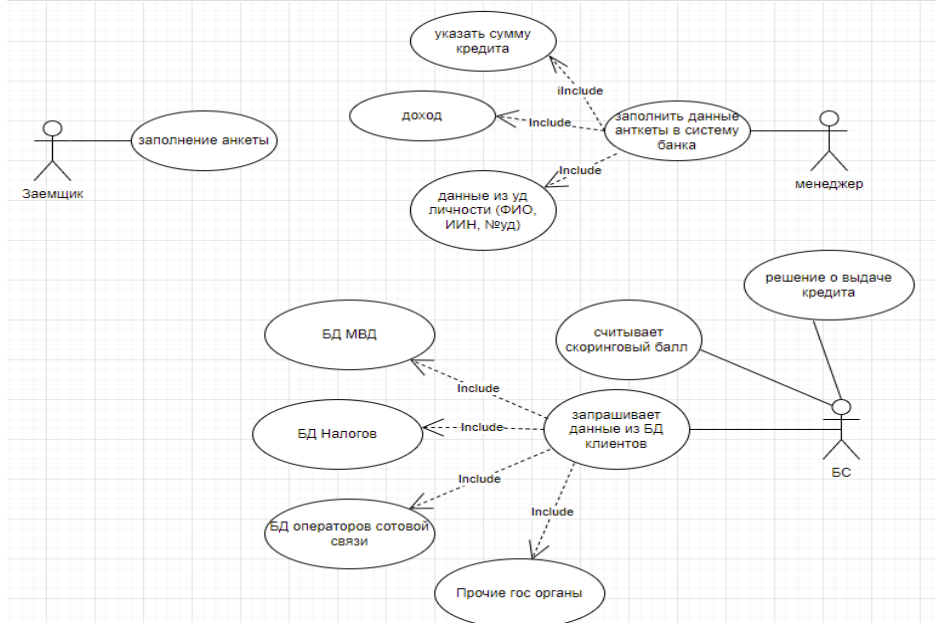 указать сумму
кредита
iInclude
доход
Include
заполнить данные
анткеты в систему
банка
заполнение анкеты
Include
Заемщик
менеджер
данные из уд
личности (ФИО,
ИИН, №уд)
решение о выдаче
кредита
БД МВД
считывает
скоринговый балл
Include
запрашивает
данные из БД
клиентов
БД Налогов
Include
БС
Include
БД операторов сотовой
связи
Include
Прочие гос органы